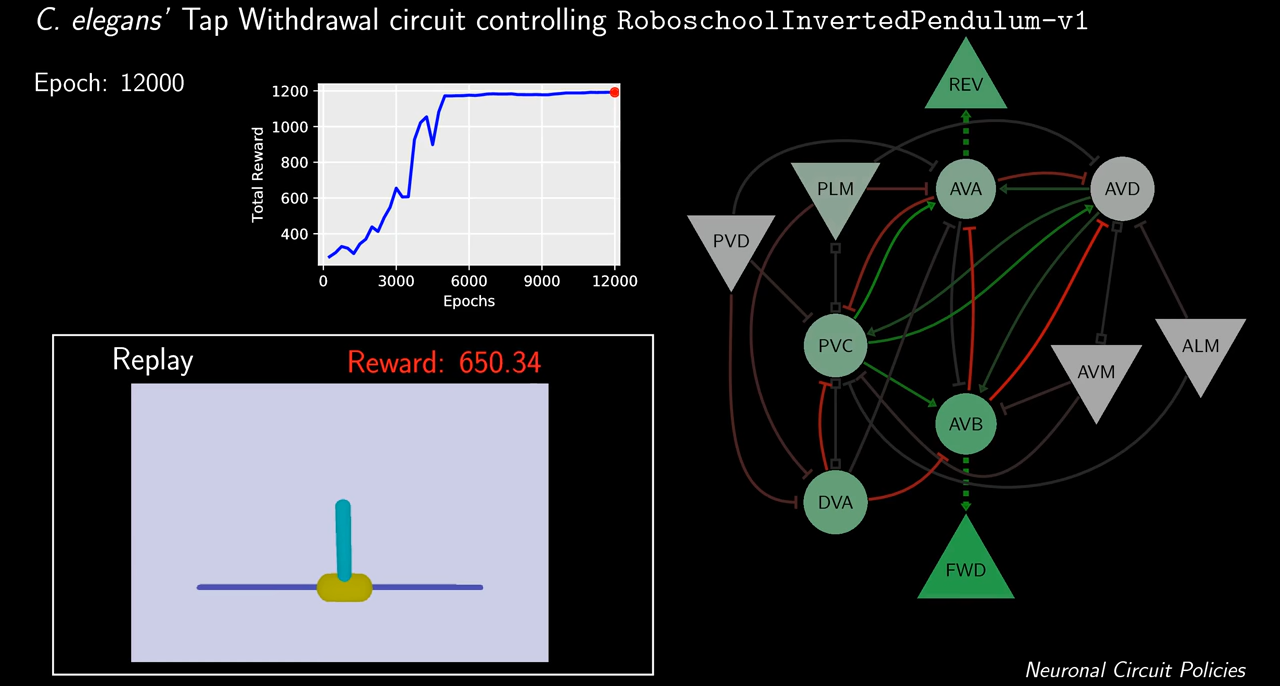 C. elegans' Tap Withdrawal circuit controlling RoboschoolInvertedPendulum-v1
Epoch: 12000
1200
1000
800
600
400
Total Reward
0 3000 6000 9000 12000
Epochs
Replay
Reward: 650.34
REV
PLM
AVA
AVD
PVD
PVC
AVM
ALM
AVB
DVA
FWD
Neuronal Circuit Policies